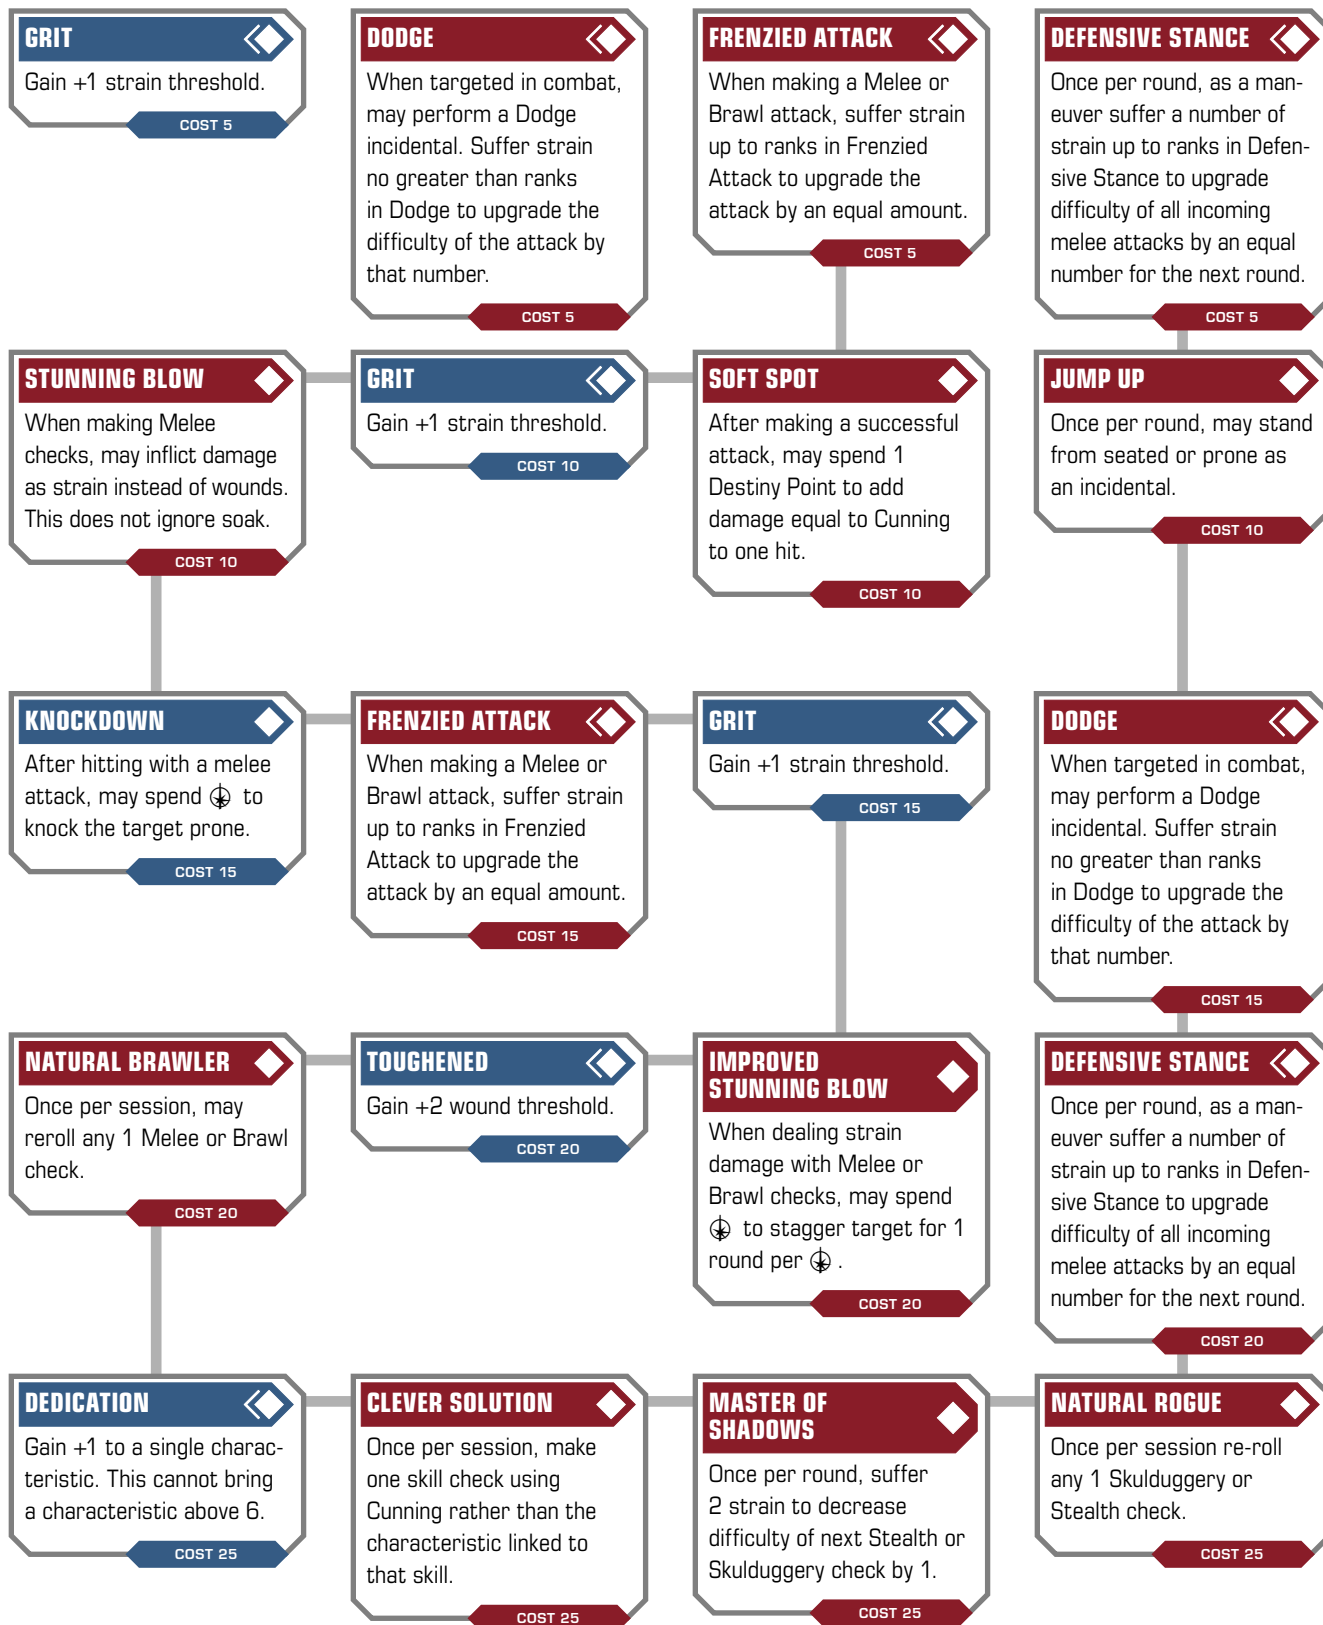 GRIT
Gain +1 strain threshold.
COST 5
DODGE
When targeted in combat,
may perform a Dodge
incidental. Suffer strain
no greater than ranks
in Dodge to upgrade the
difficulty of the attack by
that number.
COST 5
FRENZIED ATTACK
When making a Melee or
Brawl attack, suffer strain
up to ranks in Frenzied
Attack to upgrade the
attack by an equal amount.
COST 5
DEFENSIVE STANCE
Once per round, as a man-
euver suffer a number of
strain up to ranks in Defen-
sive Stance to upgrade
difficulty of all incoming
melee attacks by an equal
number for the next round.
COST 5
STUNNING BLOW
When making Melee
checks, may inflict damage
as strain instead of wounds.
This does not ignore soak.
COST 10
GRIT
Gain +1 strain threshold.
COST 10
SOFT SPOT
After making a successful
attack, may spend 1
Destiny Point to add
damage equal to Cunning
to one hit.
COST 10
JUMP UP
Once per round, may stand
from seated or prone as
an incidental.
COST 10
KNOCKDOWN
After hitting with a melee
attack, may spend to
knock the target prone.
COST 15
FRENZIED ATTACK
When making a Melee or
Brawl attack, suffer strain
up to ranks in Frenzied
Attack to upgrade the
attack by an equal amount.
COST 15
GRIT
Gain +1 strain threshold.
COST 15
DODGE
When targeted in combat,
may perform a Dodge
incidental. Suffer strain
no greater than ranks
in Dodge to upgrade the
difficulty of the attack by
that number.
COST 15
NATURAL BRAWLER
Once per session, may
reroll any 1 Melee or Brawl
check.
COST 20
TOUGHENED
Gain +2 wound threshold.
COST 20
IMPROVED
STUNNING BLOW
When dealing strain
damage with Melee or
Brawl checks, may spend
to stagger target for 1
round per .
COST 20
DEFENSIVE STANCE
Once per round, as a man-
euver suffer a number of
strain up to ranks in Defen-
sive Stance to upgrade
difficulty of all incoming
melee attacks by an equal
number for the next round.
COST 20
DEDICATION
Gain +1 to a single charac-
teristic. This cannot bring
a characteristic above 6.
COST 25
CLEVER SOLUTION
Once per session, make
one skill check using
Cunning rather than the
characteristic linked to
that skill.
COST 25
MASTER OF
SHADOWS
Once per round, suffer
2 strain to decrease
difficulty of next Stealth or
Skulduggery check by 1.
COST 25
NATURAL ROGUE
Once per session re-roll
any 1 Skulduggery or
Stealth check.
COST 25